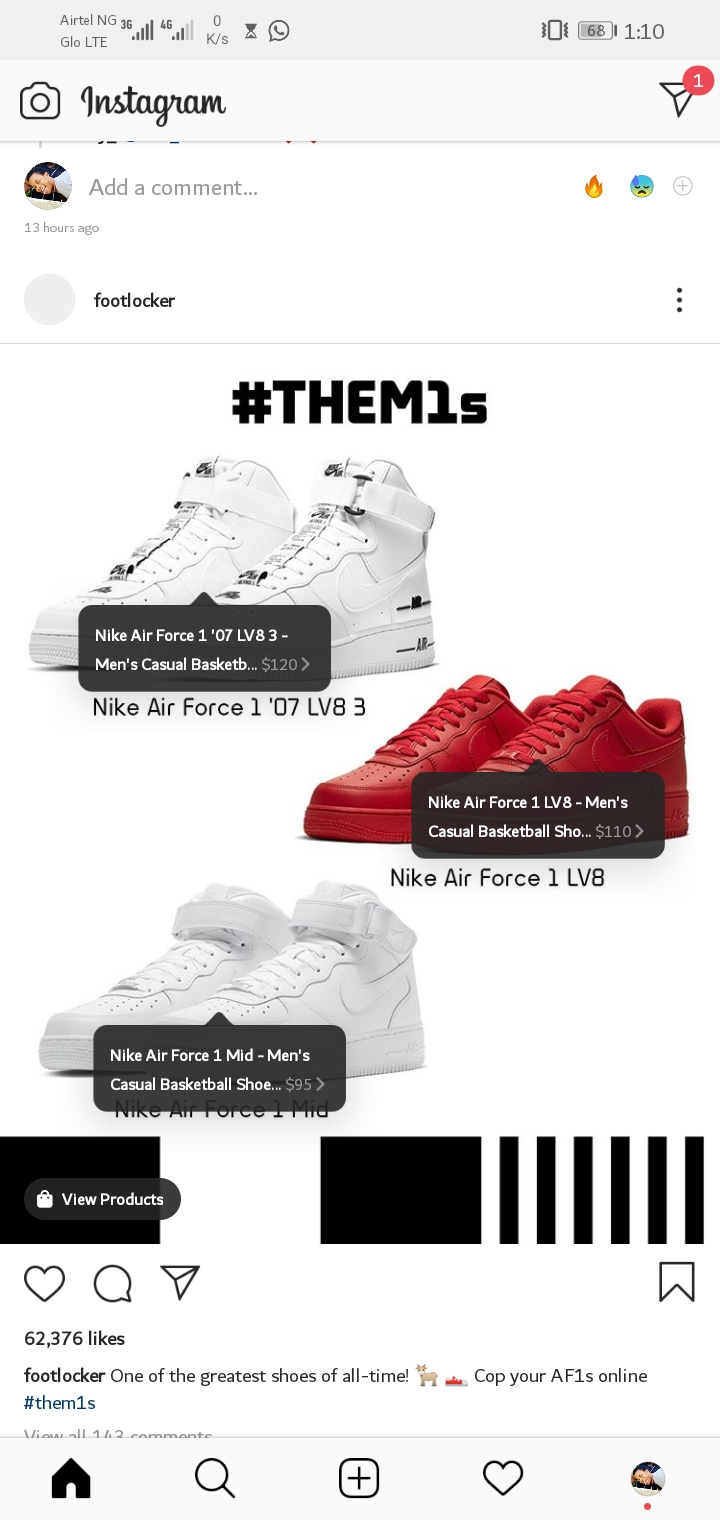 Airtel NG 3G 4G 0 68 1:10
Glo LTE K/s
Instagram 1
Add a comment...
13 hours ago
footlocker
#THEM1s
Nike Air Force 1 '07 LV8 3 -
Men's Casual Basketb... $120
Nike Air Force 1 '07 LV8 3
Nike Air Force 1 LV8 - Men's
Casual Basketball Sho... $110
Nike Air Force 1 LV8
Nike Air Force 1 Mid - Men's
Casual Basketball Shoe... $95
Nike Air Force 1 Mid
AIR
AIR
View Products
62,376 likes
footlocker One of the greatest shoes of all-time! 🐐 👟 Cop your AF1s online
#them1s
View all 143 comments